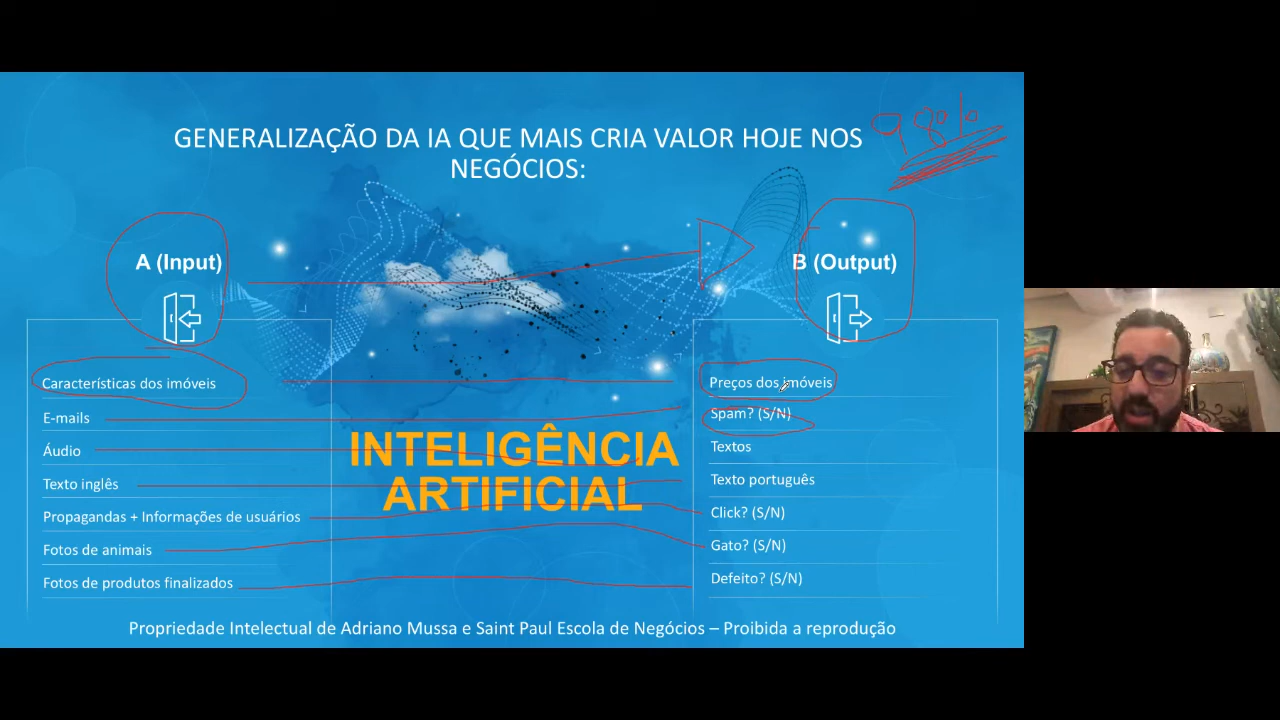 GENERALIZAÇÃO DA IA QUE MAIS CRIA VALOR HOJE NOS
NEGÓCIOS:
A (Input)
B (Output)
Características dos imóveis
Preços dos imóveis
E-mails
Spam? (S/N)
Áudio
Textos
INTELIGÊNCIA
ARTIFICIAL
Texto inglês
Texto português
Propagandas + Informações de usuários
Click? (S/N)
Fotos de animais
Gato? (S/N)
Fotos de produtos finalizados
Defeito? (S/N)
Propriedade Intelectual de Adriano Mussa e Saint Paul Escola de Negócios – Proibida a reprodução